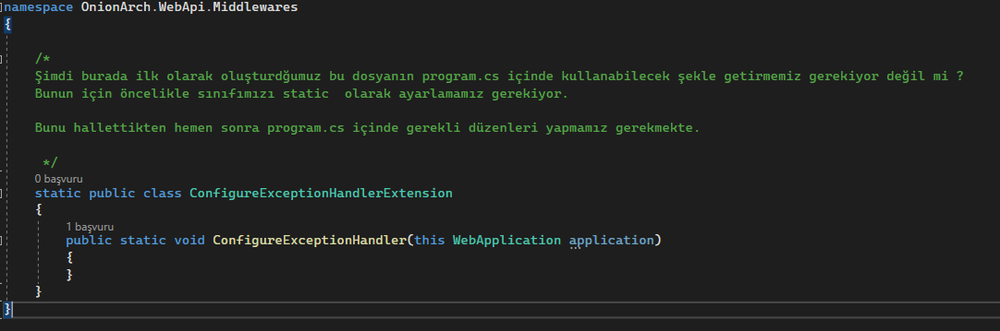 namespace OnionArch.WebApi.Middlewares
{
/*
Şimdi burada ilk olarak oluşturdğumuz bu dosyanın program.cs içinde kullanabilecek şekle getirmemiz gerekiyor değil mi ?
Bunun için öncelikle sınıfımızı static  olarak ayarlamamız gerekiyor.
Bunu hallettikten hemen sonra program.cs içinde gerekli düzenleri yapmamız gerekmekte.
*/
0 başvuru
static public class ConfigureExceptionHandlerExtension
{
1 başvuru
public static void ConfigureExceptionHandler(this WebApplication application)
{
}
}
}